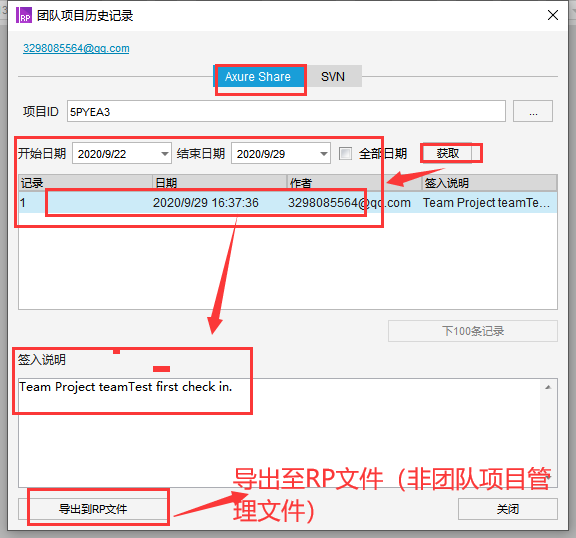 RP 团队项目历史记录
3298085564@qq.com
Axure Share SVN
项目ID 5PYEA3 ...
开始日期 2020/9/22 结束日期 2020/9/29 全部日期 获取
记录 日期 作者 签入说明
1 2020/9/29 16:37:36 3298085564@qq.com Team Project teamTe...
下100条记录
签入说明
Team Project teamTest first check in.
导出至RP文件（非团队项目管
理文件）
导出到RP文件 关闭